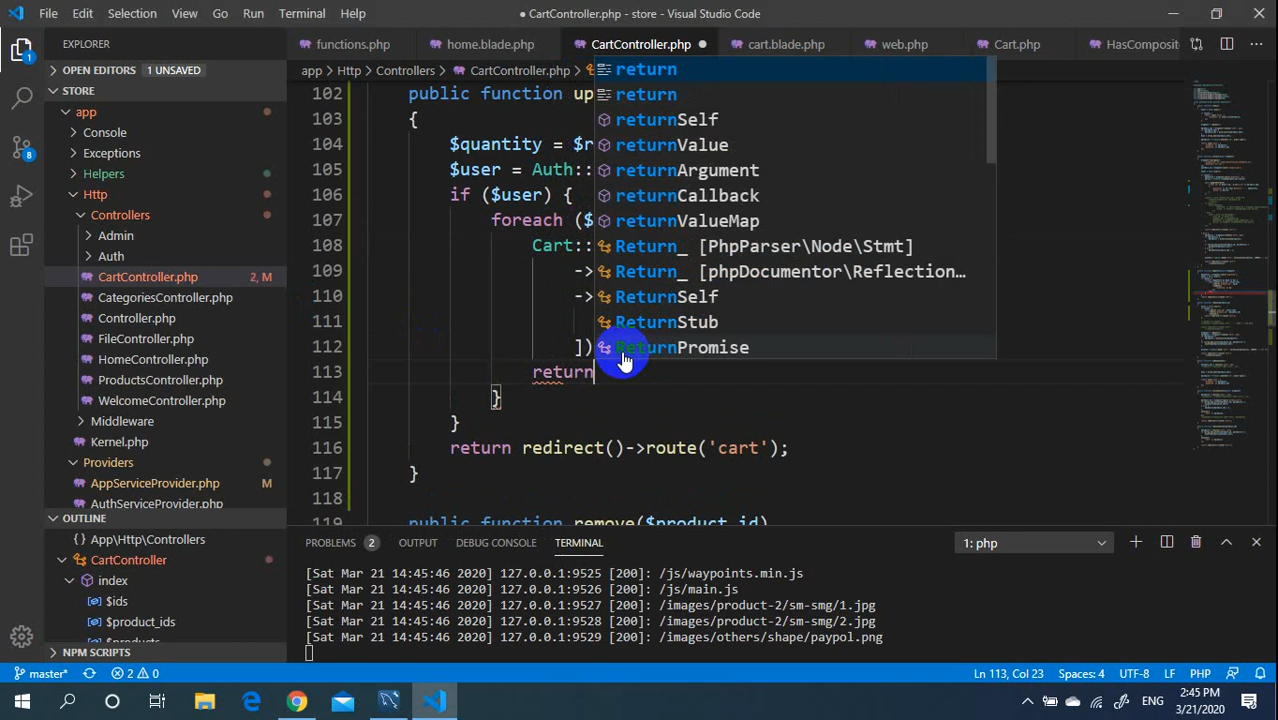 File Edit Selection View Go Run Terminal Help
● CartController.php - store - Visual Studio Code
EXPLORER
OPEN EDITORS 1 UNSAVED
STORE
app
Console
Exceptions
Helpers
Http
Controllers
Admin
Auth
CartController.php 2, M
CategoriesController.php
Controller.php
FileController.php
HomeController.php
ProductsController.php
WelcomeController.php
Middleware
Kernel.php
Providers
AppServiceProvider.php M
AuthServiceProvider.php
OUTLINE
App\Http\Controllers
CartController
index
$ids
$product_ids
$products
NPM SCRIPTS
1
8
functions.php home.blade.php CartController.php ● cart.blade.php web.php Cart.php HasComposit
app > Http > Controllers > CartController.php >
102 public function up
103 {
104 $quantity = $r
105 $user = Auth::
106 if ($user) {
107 foreach ($
108 Cart::
109 ->
110 ->
111
112 ])
113 return
114 }
115 }
116 return redirect()->route('cart');
117 }
118
119 public function remove($product_id)
return
return
returnSelf
returnValue
returnArgument
returnCallback
returnValueMap
Return_ [PhpParser\Node\Stmt]
Return_ [phpDocumentor\Reflection…
ReturnSelf
ReturnStub
ReturnPromise
PROBLEMS 2 OUTPUT DEBUG CONSOLE TERMINAL 1: php
[Sat Mar 21 14:45:46 2020] 127.0.0.1:9525 [200]: /js/waypoints.min.js
[Sat Mar 21 14:45:46 2020] 127.0.0.1:9526 [200]: /js/main.js
[Sat Mar 21 14:45:46 2020] 127.0.0.1:9527 [200]: /images/product-2/sm-smg/1.jpg
[Sat Mar 21 14:45:46 2020] 127.0.0.1:9528 [200]: /images/product-2/sm-smg/2.jpg
[Sat Mar 21 14:45:46 2020] 127.0.0.1:9529 [200]: /images/others/shape/paypol.png
master* 2 0 Ln 113, Col 23 Spaces: 4 UTF-8 LF PHP
ENG 2:45 PM
3/21/2020